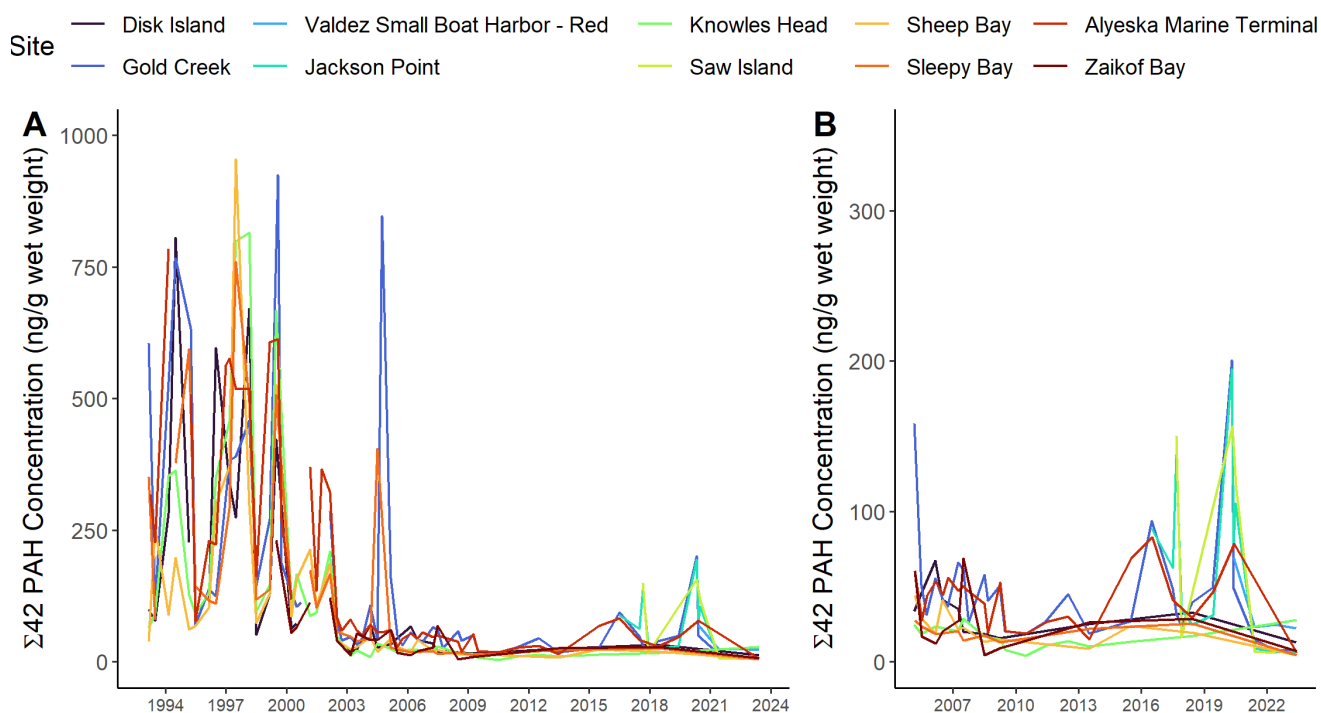 Site
Disk Island
Valdez Small Boat Harbor - Red
Knowles Head
Sheep Bay
Alyeska Marine Terminal
Gold Creek
Jackson Point
Saw Island
Sleepy Bay
Zaikof Bay
A
Σ42 PAH Concentration (ng/g wet weight)
1000
750
500
250
0
1994 1997 2000 2003 2006 2009 2012 2015 2018 2021 2024
B
Σ42 PAH Concentration (ng/g wet weight)
300
200
100
0
2007 2010 2013 2016 2019 2022